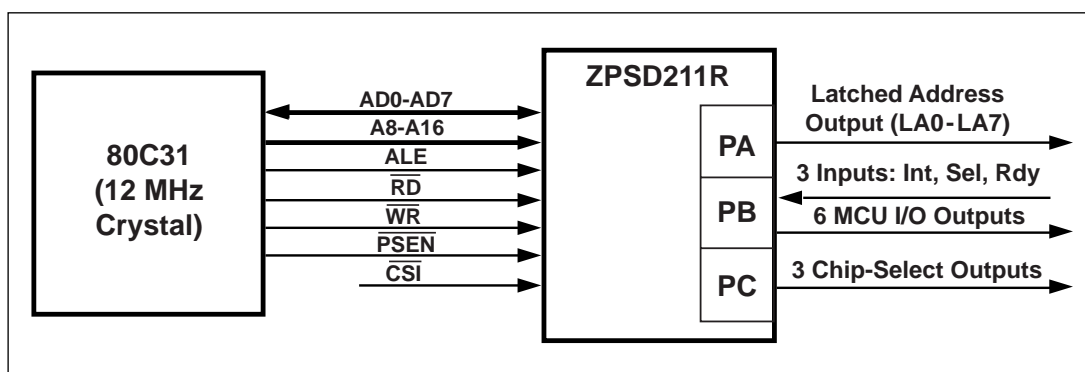 80C31
(12 MHz
Crystal)
AD0-AD7
A8-A16
ALE
RD
WR
PSEN
CSI
ZPSD211R
PA
PB
PC
Latched Address
Output (LA0-LA7)
3 Inputs: Int, Sel, Rdy
6 MCU I/O Outputs
3 Chip-Select Outputs